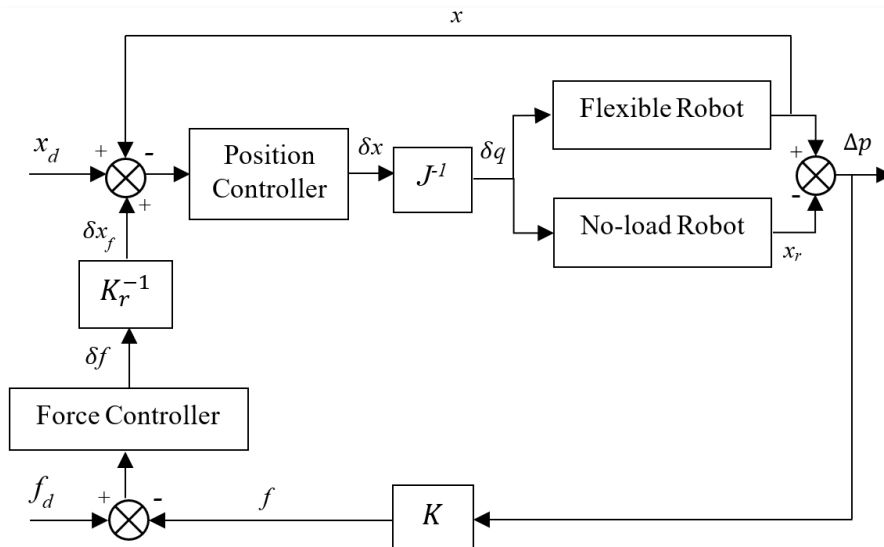 x
Flexible Robot
x_d
+
-
Position
Controller
δx
J^{-1}
δq
+
Δp
+
-
δx_f
No-load Robot
x_r
K_r^{-1}
δf
Force Controller
f_d
+
-
f
K